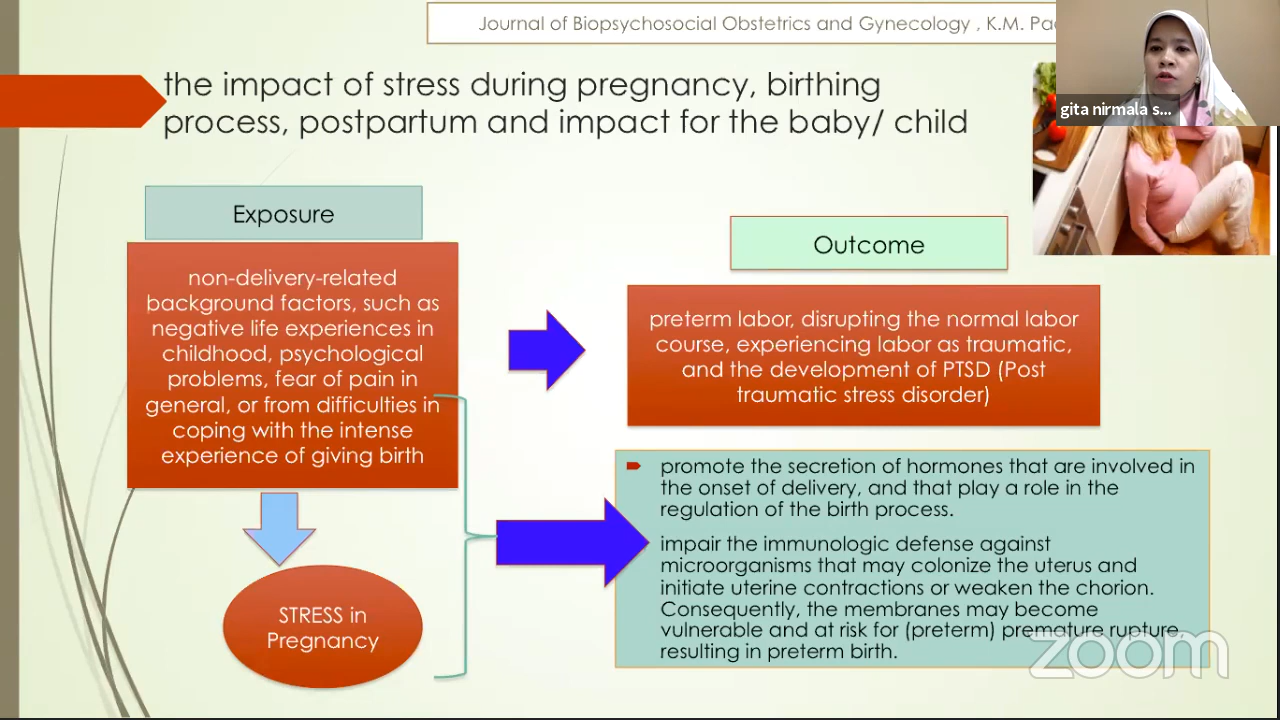 Journal of Biopsychosocial Obstetrics and Gynecology , K.M.
gita nirmala s...
the impact of stress during pregnancy, birthing
process, postpartum and impact for the baby/ child
Exposure
non-delivery-related
background factors, such as
negative life experiences in
childhood, psychological
problems, fear of pain in
general, or from difficulties in
coping with the intense
experience of giving birth
STRESS in
Pregnancy
Outcome
preterm labor, disrupting the normal labor
course, experiencing labor as traumatic,
and the development of PTSD (Post
traumatic stress disorder)
promote the secretion of hormones that are involved in
the onset of delivery, and that play a role in the
regulation of the birth process.
impair the immunologic defense against
microorganisms that may colonize the uterus and
initiate uterine contractions or weaken the chorion.
Consequently, the membranes may become
vulnerable and at risk for (preterm) premature rupture,
resulting in preterm birth.
zoom